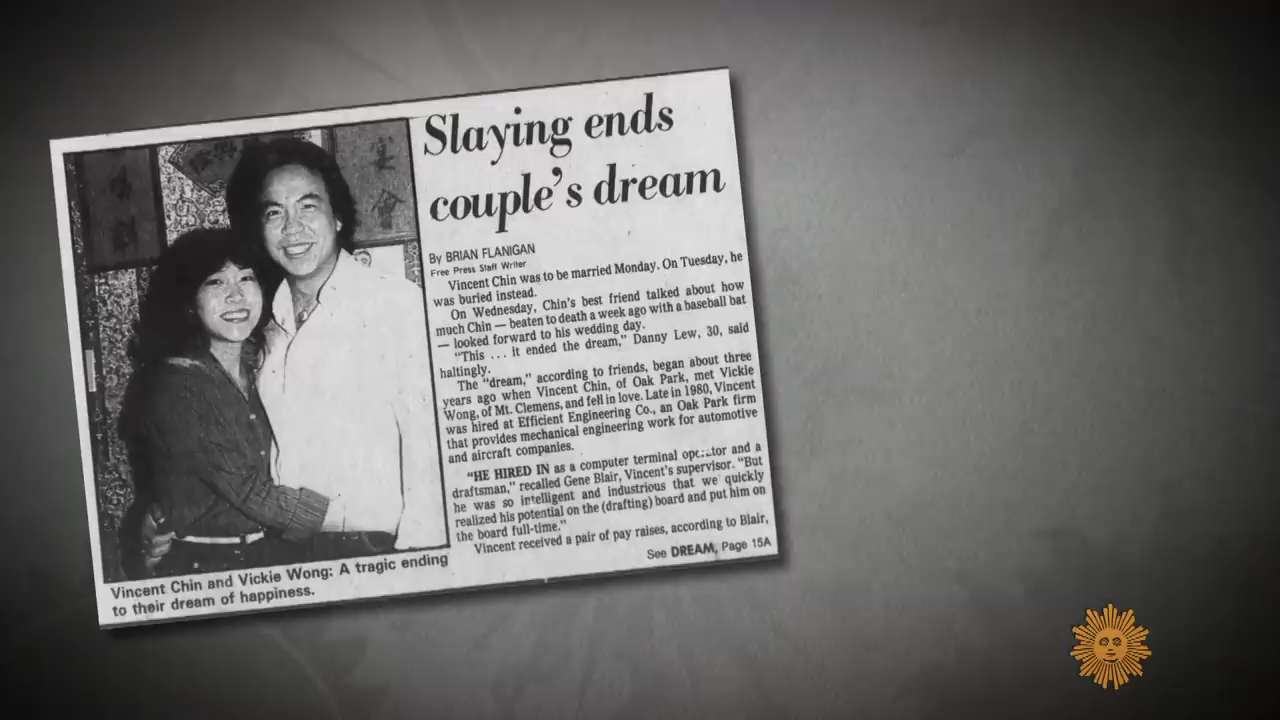 宴
會
Slaying ends
couple's dream
By BRIAN FLANIGAN
Free Press Staff Writer
Vincent Chin was to be married Monday. On Tuesday, he
was buried instead.
On Wednesday, Chin's best friend talked about how
much Chin — beaten to death a week ago with a baseball bat
— looked forward to his wedding day.
"This . . . it ended the dream," Danny Lew, 30, said
haltingly.
The "dream," according to friends, began about three
years ago when Vincent Chin, of Oak Park, met Vickie
Wong, of Mt. Clemens, and fell in love. Late in 1980, Vincent
was hired at Efficient Engineering Co., an Oak Park firm
that provides mechanical engineering work for automotive
and aircraft companies.
"HE HIRED IN as a computer terminal operator and a
draftsman," recalled Gene Blair, Vincent's supervisor. "But
he was so intelligent and industrious that we quickly
realized his potential on the (drafting) board and put him on
the board full-time."
Vincent received a pair of pay raises, according to Blair,
See DREAM, Page 15A
Vincent Chin and Vickie Wong: A tragic ending
to their dream of happiness.